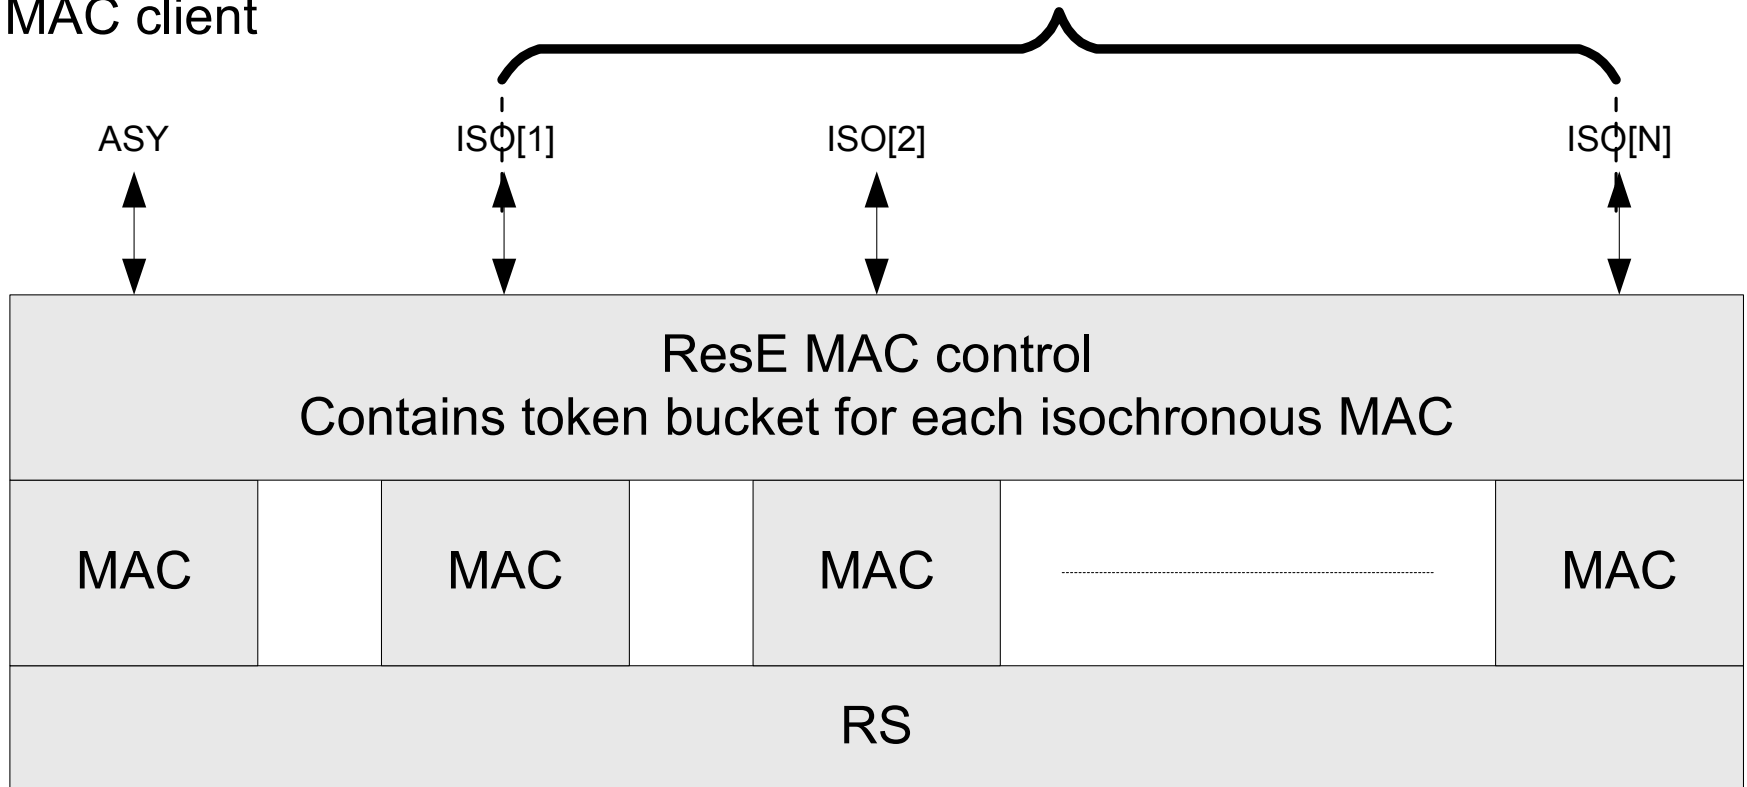 MAC client
ASY ISO[1] ISO[2] ISO[N]
ResE MAC control
Contains token bucket for each isochronous MAC
MAC MAC MAC MAC
RS